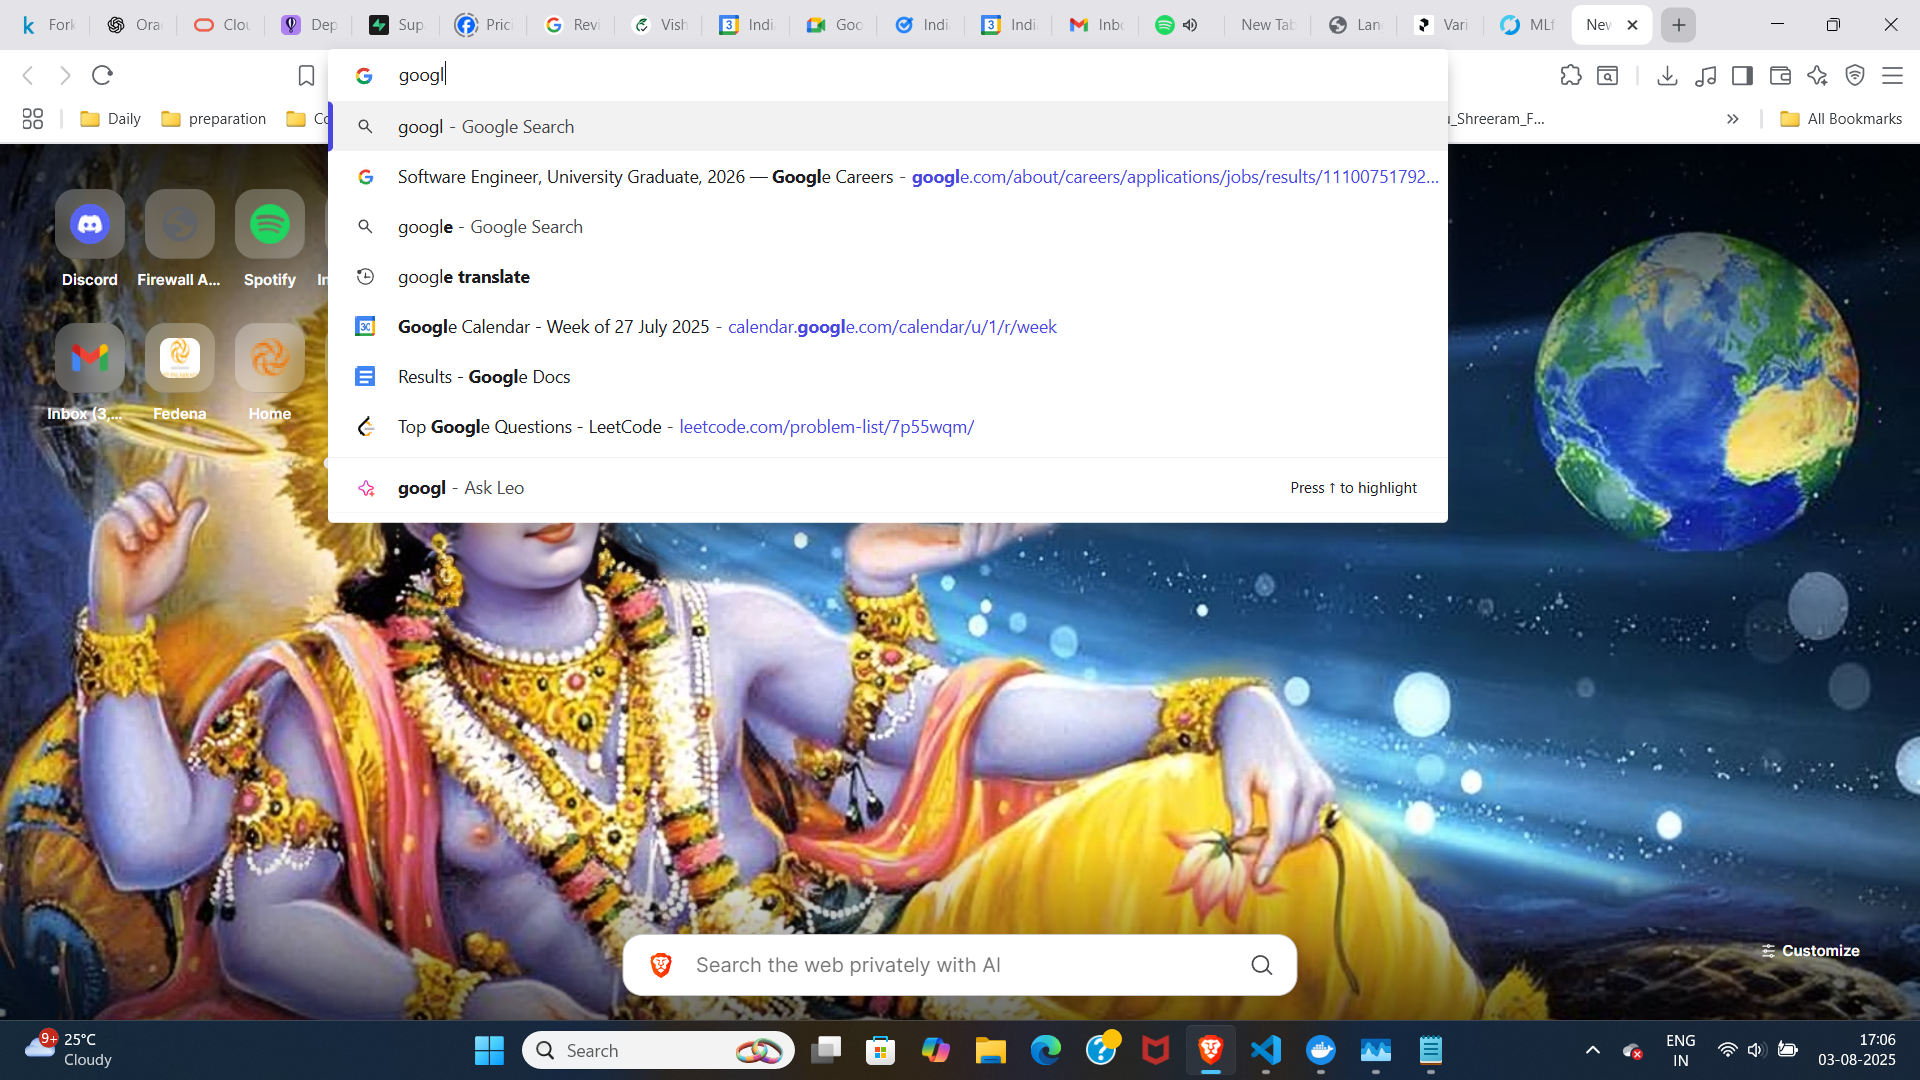 Fork
Ora
Clou
Dep
Sup
Prici
Revi
Vish
Indi
Goo
Indi
Indi
Inbo
New Tab
Lan
Vari
MLf
New
googl
Daily
preparation
Co
u_Shreeram_F...
All Bookmarks
googl - Google Search
Software Engineer, University Graduate, 2026 — Google Careers - google.com/about/careers/applications/jobs/results/11100751792...
google - Google Search
google translate
Google Calendar - Week of 27 July 2025 - calendar.google.com/calendar/u/1/r/week
Results - Google Docs
Top Google Questions - LeetCode - leetcode.com/problem-list/7p55wqm/
googl - Ask Leo
Press ↑ to highlight
Discord
Firewall A...
Spotify
In
Inbox (3,...
Fedena
Home
Search the web privately with AI
Customize
9+
25°C
Cloudy
Search
ENG
IN
17:06
03-08-2025